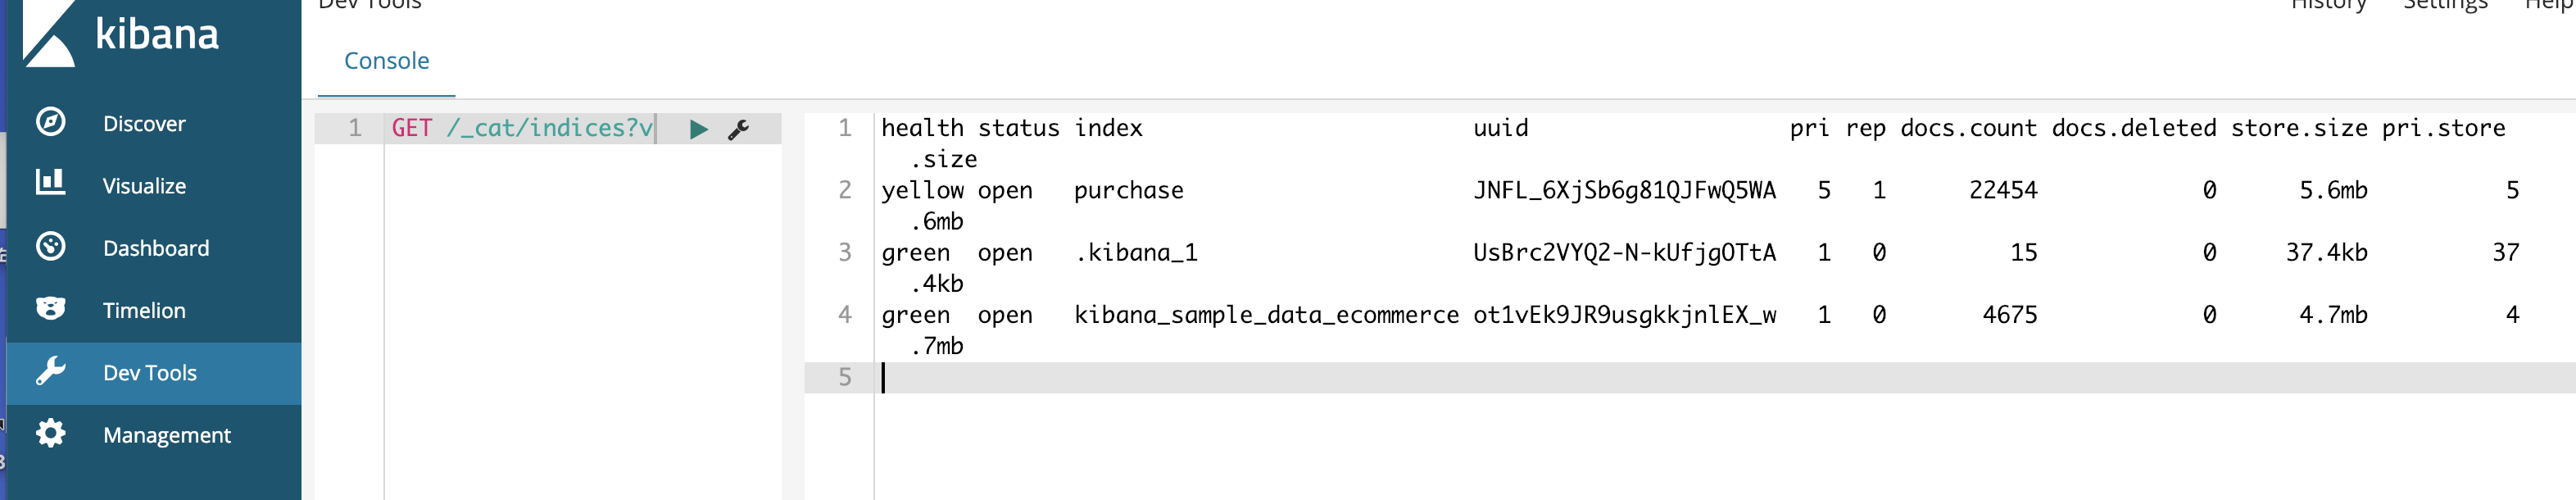 kibana
Dev Tools
History Settings Help
Console
Discover
Visualize
Dashboard
Timelion
Dev Tools
Management
1 GET /_cat/indices?v
1 health status index uuid pri rep docs.count docs.deleted store.size pri.store
.size
2 yellow open purchase JNFL_6XjSb6g81QJFwQ5WA 5 1 22454 0 5.6mb 5
.6mb
3 green open .kibana_1 UsBrc2VYQ2-N-kUfjgOTtA 1 0 15 0 37.4kb 37
.4kb
4 green open kibana_sample_data_ecommerce ot1vEk9JR9usgkkjnlEX_w 1 0 4675 0 4.7mb 4
.7mb
5